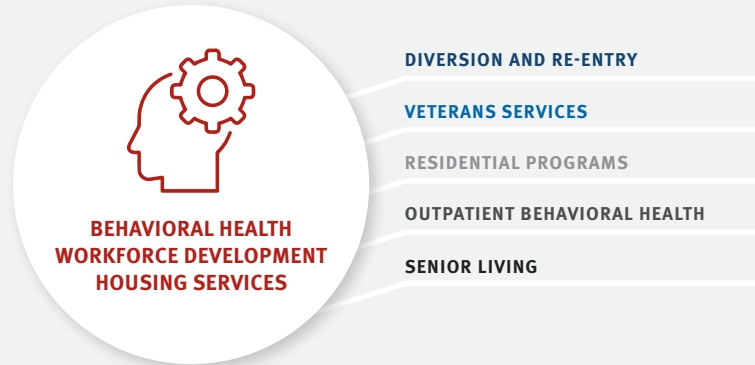 BEHAVIORAL HEALTH
WORKFORCE DEVELOPMENT
HOUSING SERVICES
DIVERSION AND RE-ENTRY
VETERANS SERVICES
RESIDENTIAL PROGRAMS
OUTPATIENT BEHAVIORAL HEALTH
SENIOR LIVING